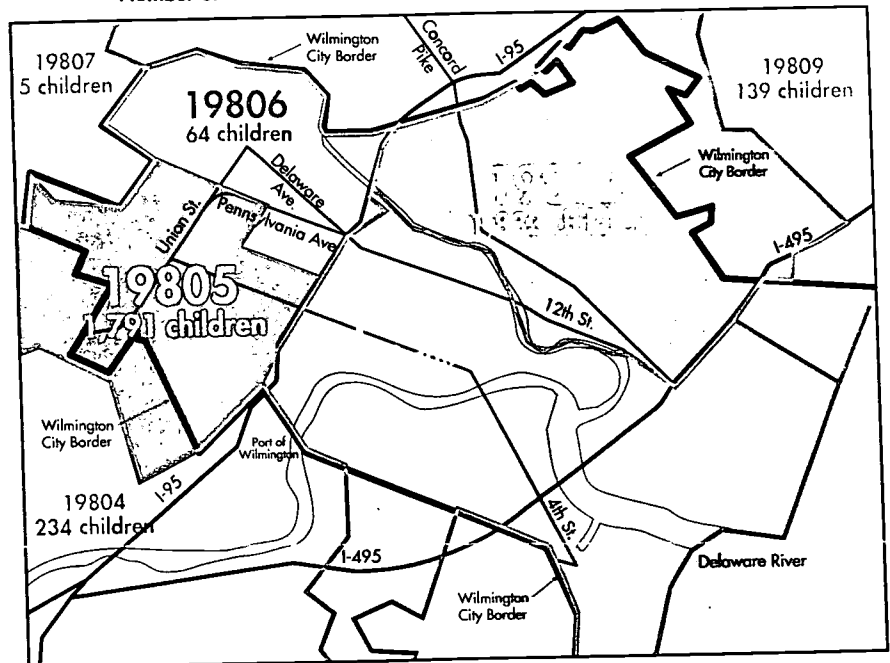 19807
5 children
Wilmington
City Border
Concord
Pike
I-95
19809
139 children
19806
64 children
Wilmington
City Border
Delaware
Ave.
Union St.
Pennsylvania Ave.
I-495
19805
1,791 children
12th St.
Wilmington
City Border
Port of
Wilmington
I-95
19804
234 children
4th St.
I-495
Delaware River
Wilmington
City Border